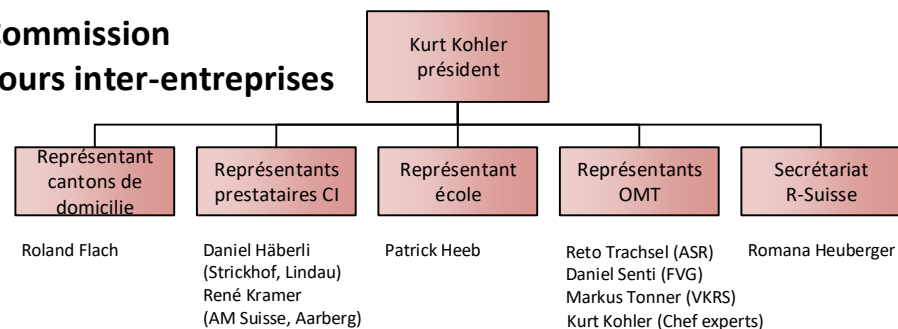 Commission
ours inter-entreprises
Kurt Kohler
président
Représentant
cantons de
domicilie
Représentants
prestataires CI
Représentant
école
Représentants
OMT
Secrétariat
R-Suisse
Roland Flach
Daniel Häberli
(Strickhof, Lindau)
René Kramer
(AM Suisse, Aarberg)
Patrick Heeb
Reto Trachsel (ASR)
Daniel Senti (FVG)
Markus Tonner (VKRS)
Kurt Kohler (Chef experts)
Romana Heuberger